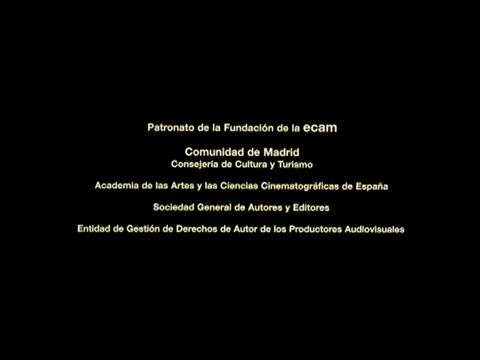 Patronato de la Fundación de la ecam
Comunidad de Madrid
Consejería de Cultura y Turismo
Academia de las Artes y las Ciencias Cinematográficas de España
Sociedad General de Autores y Editores
Entidad de Gestión de Derechos de Autor de los Productores Audiovisuales